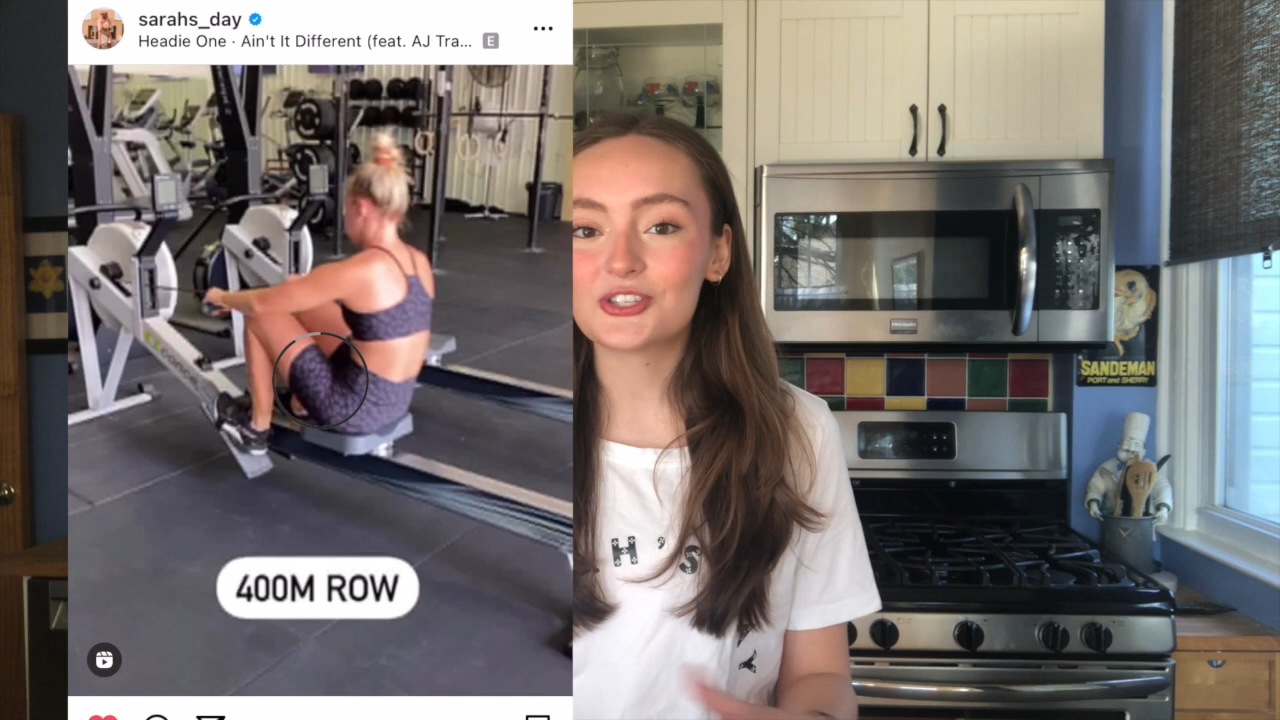 sarahs_day
Headie One · Ain't It Different (feat. AJ Tra...
E
400M ROW
H'S
SANDEMAN
PORT and SHERRY